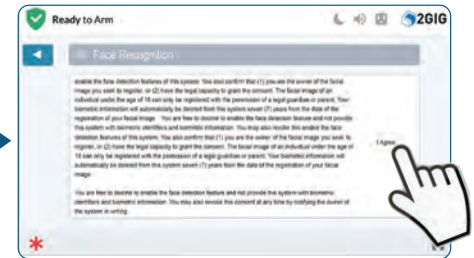 Ready to Arm
2GIG
Face Recognition
enable the face detection features of this system. You also confirm that (1) you are the owner of the facial
image you seek to register, or (2) have the legal capacity to grant the consent. The facial image of an
individual under the age of 18 can only be registered with the permission of a legal guardian or parent. Your
biometric information will automatically be deleted from this system seven (7) years from the date of the
registration of your facial image. You are free to decline to enable the face detection feature and not provide
this system with biometric identifiers and biometric information. You may also revoke this enable the face
detection features of this system. You also confirm that (1) you are the owner of the facial image you seek to
register, or (2) have the legal capacity to grant the consent. The facial image of an individual under the age of
18 can only be registered with the permission of a legal guardian or parent. Your biometric information will
automatically be deleted from this system seven (7) years from the date of the registration of your facial
image.
You are free to decline to enable the face detection feature and not provide this system with biometric
identifiers and biometric information. You may also revoke this consent at any time by notifying the owner of
the system in writing.
I Agree